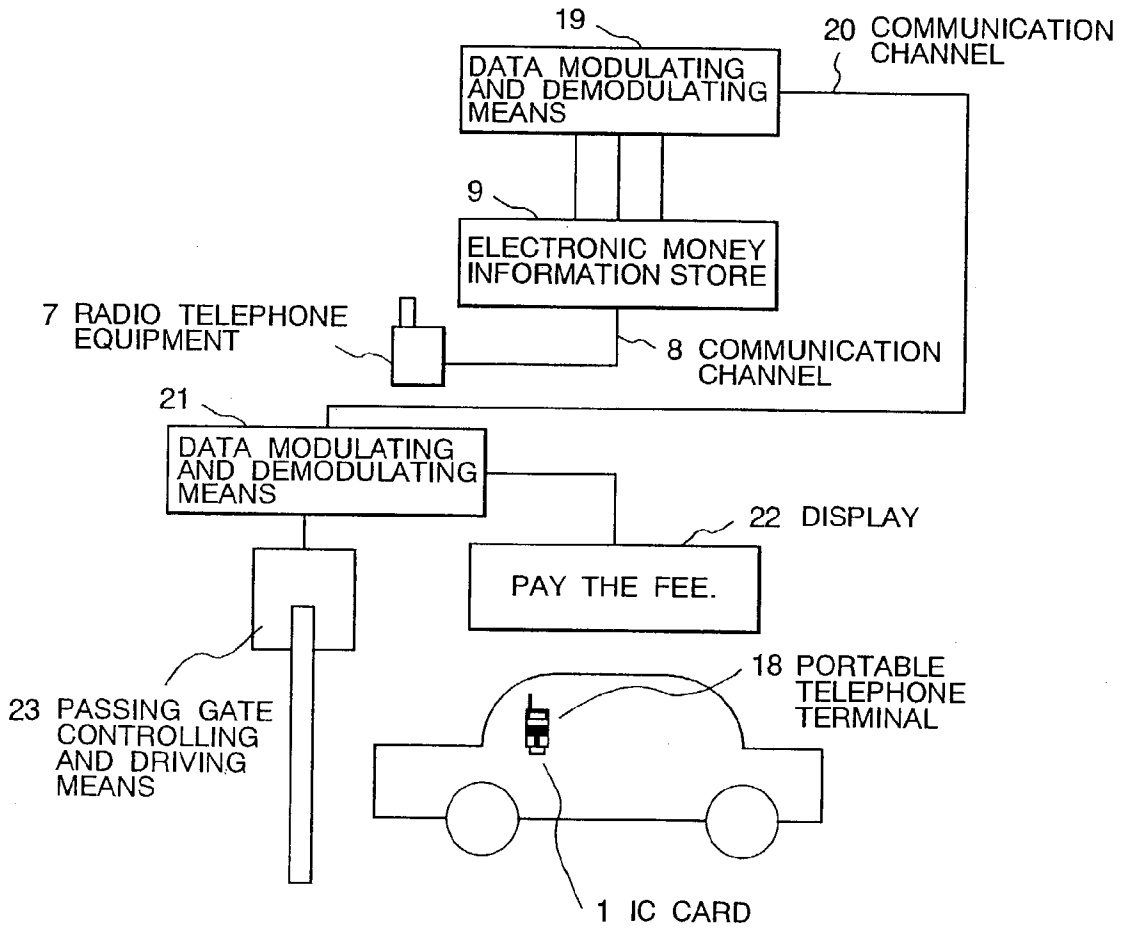 19
20 COMMUNICATION
CHANNEL
DATA MODULATING
AND DEMODULATING
MEANS
9
ELECTRONIC MONEY
INFORMATION STORE
7 RADIO TELEPHONE
EQUIPMENT
8 COMMUNICATION
CHANNEL
21
DATA MODULATING
AND DEMODULATING
MEANS
22 DISPLAY
PAY THE FEE.
18 PORTABLE
TELEPHONE
TERMINAL
23 PASSING GATE
CONTROLLING
AND DRIVING
MEANS
1 IC CARD